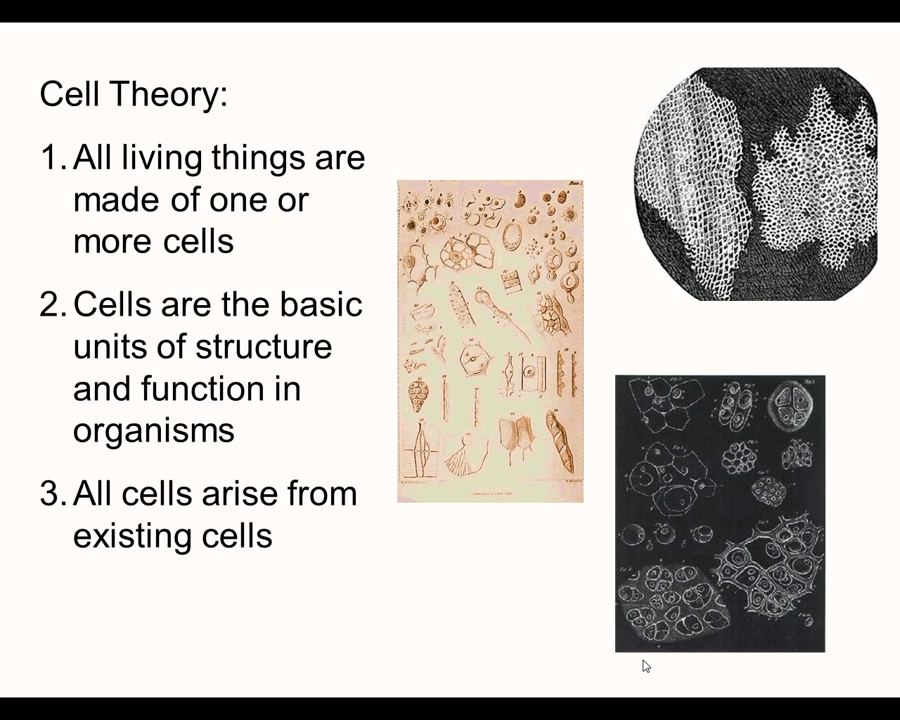 Cell Theory:
1. All living things are
made of one or
more cells
2. Cells are the basic
units of structure
and function in
organisms
3. All cells arise from
existing cells